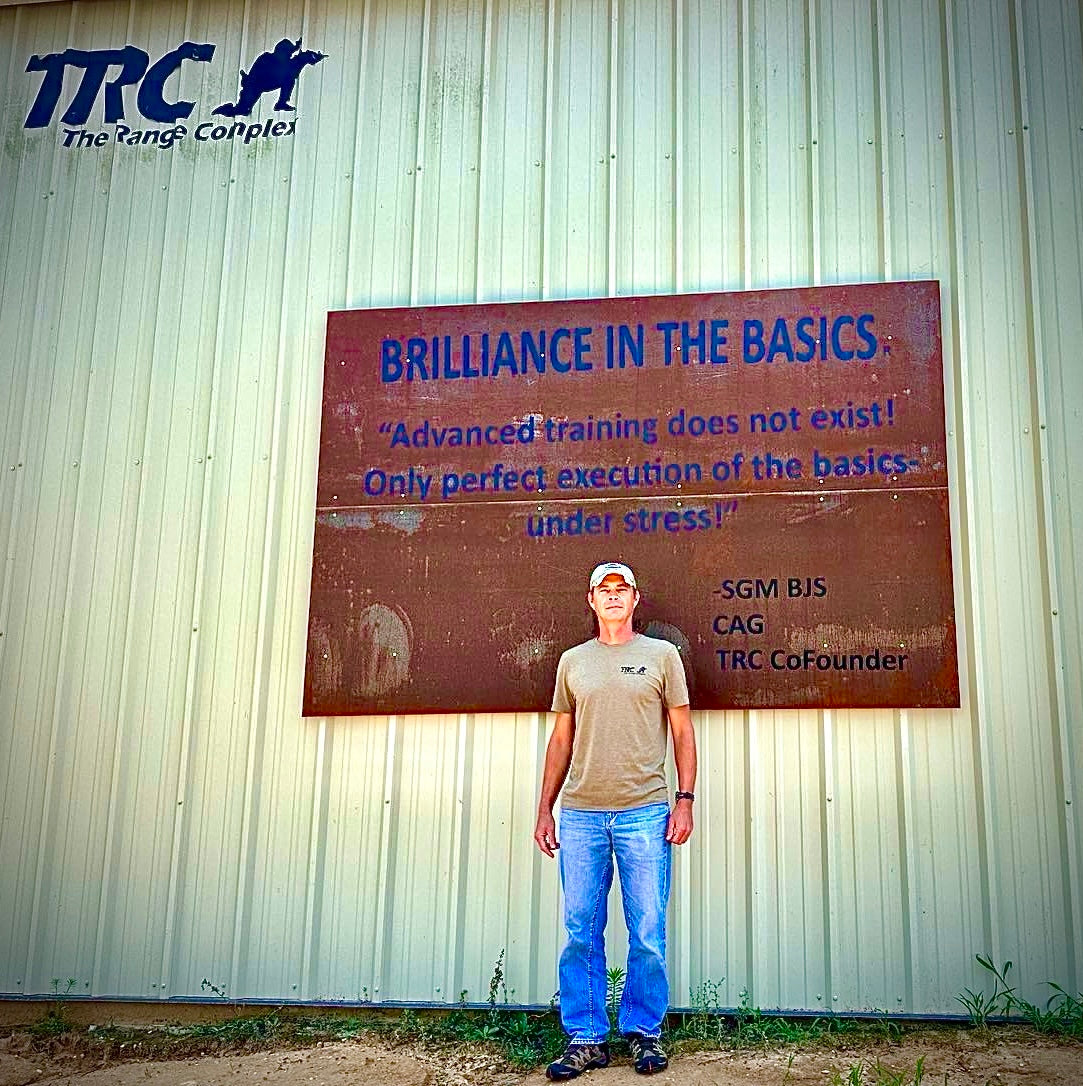 TRC
The Range Complex
BRILLIANCE IN THE BASICS
“Advanced training does not exist!
Only perfect execution of the basics-
under stress!”
-SGM BJS
CAG
TRC CoFounder
TRC